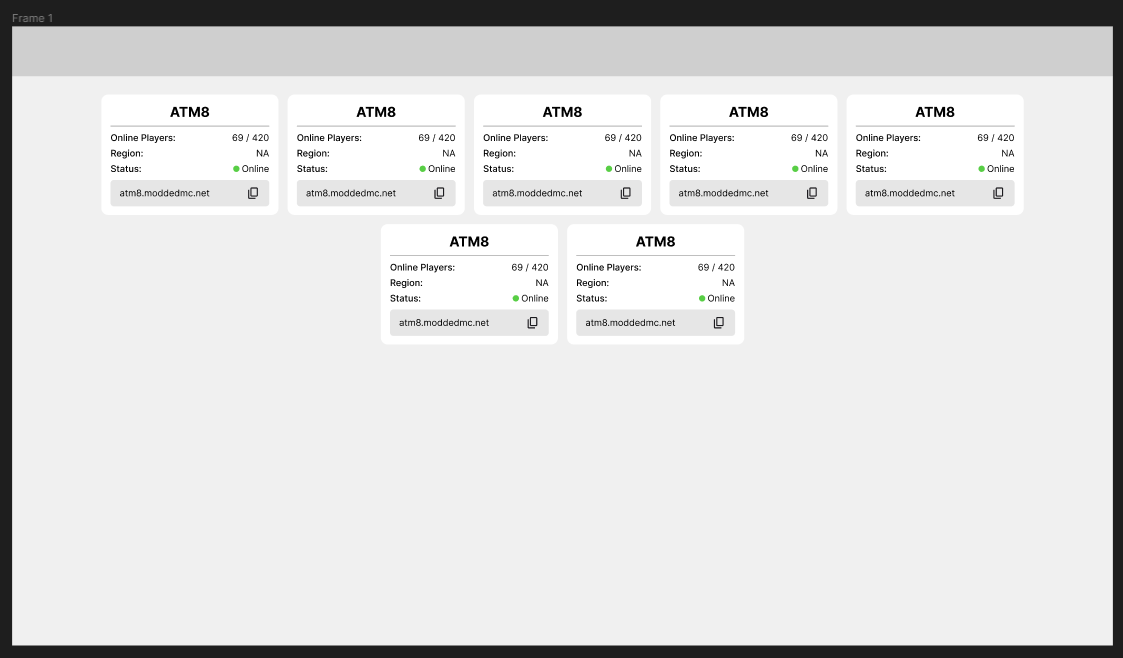 Frame 1
ATM8 ATM8 ATM8 ATM8 ATM8
Online Players: 69 / 420 Online Players: 69 / 420 Online Players: 69 / 420 Online Players: 69 / 420 Online Players: 69 / 420
Region: NA Region: NA Region: NA Region: NA Region: NA
Status: Online Status: Online Status: Online Status: Online Status: Online
atm8.moddedmc.net atm8.moddedmc.net atm8.moddedmc.net atm8.moddedmc.net atm8.moddedmc.net
ATM8 ATM8
Online Players: 69 / 420 Online Players: 69 / 420
Region: NA Region: NA
Status: Online Status: Online
atm8.moddedmc.net atm8.moddedmc.net